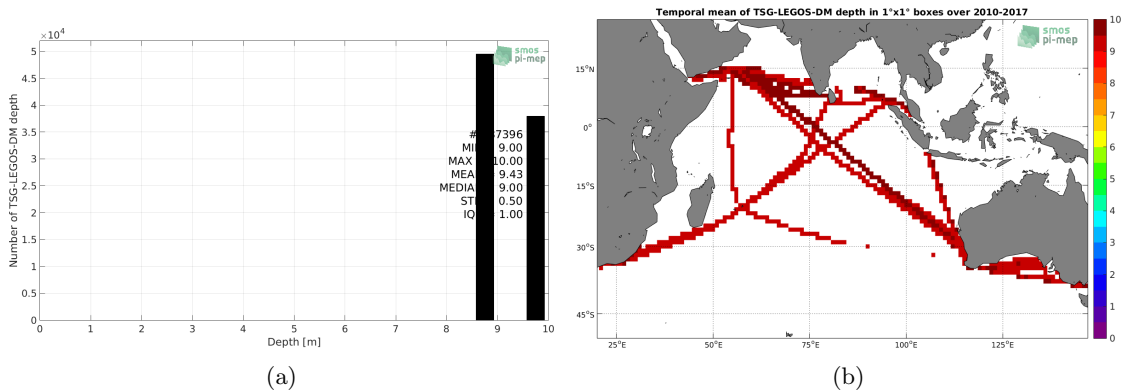 ×10⁴
5
4.5
4
3.5
3
2.5
2
1.5
1
0.5
0
Number of TSG-LEGOS-DM depth
smos
pi-mep
MAX 10.00
9.00
9.43
MEDIAN 9.00
0.50
1.00
0 1 2 3 4 5 6 7 8 9 10
Depth [m]
(a)
Temporal mean of TSG-LEGOS-DM depth in 1°x1° boxes over 2010-2017
smos
pi-mep
15°N
0°
15°S
30°S
45°S
25°E 50°E 75°E 100°E 125°E
10
9
8
7
6
5
4
3
2
1
0
(b)